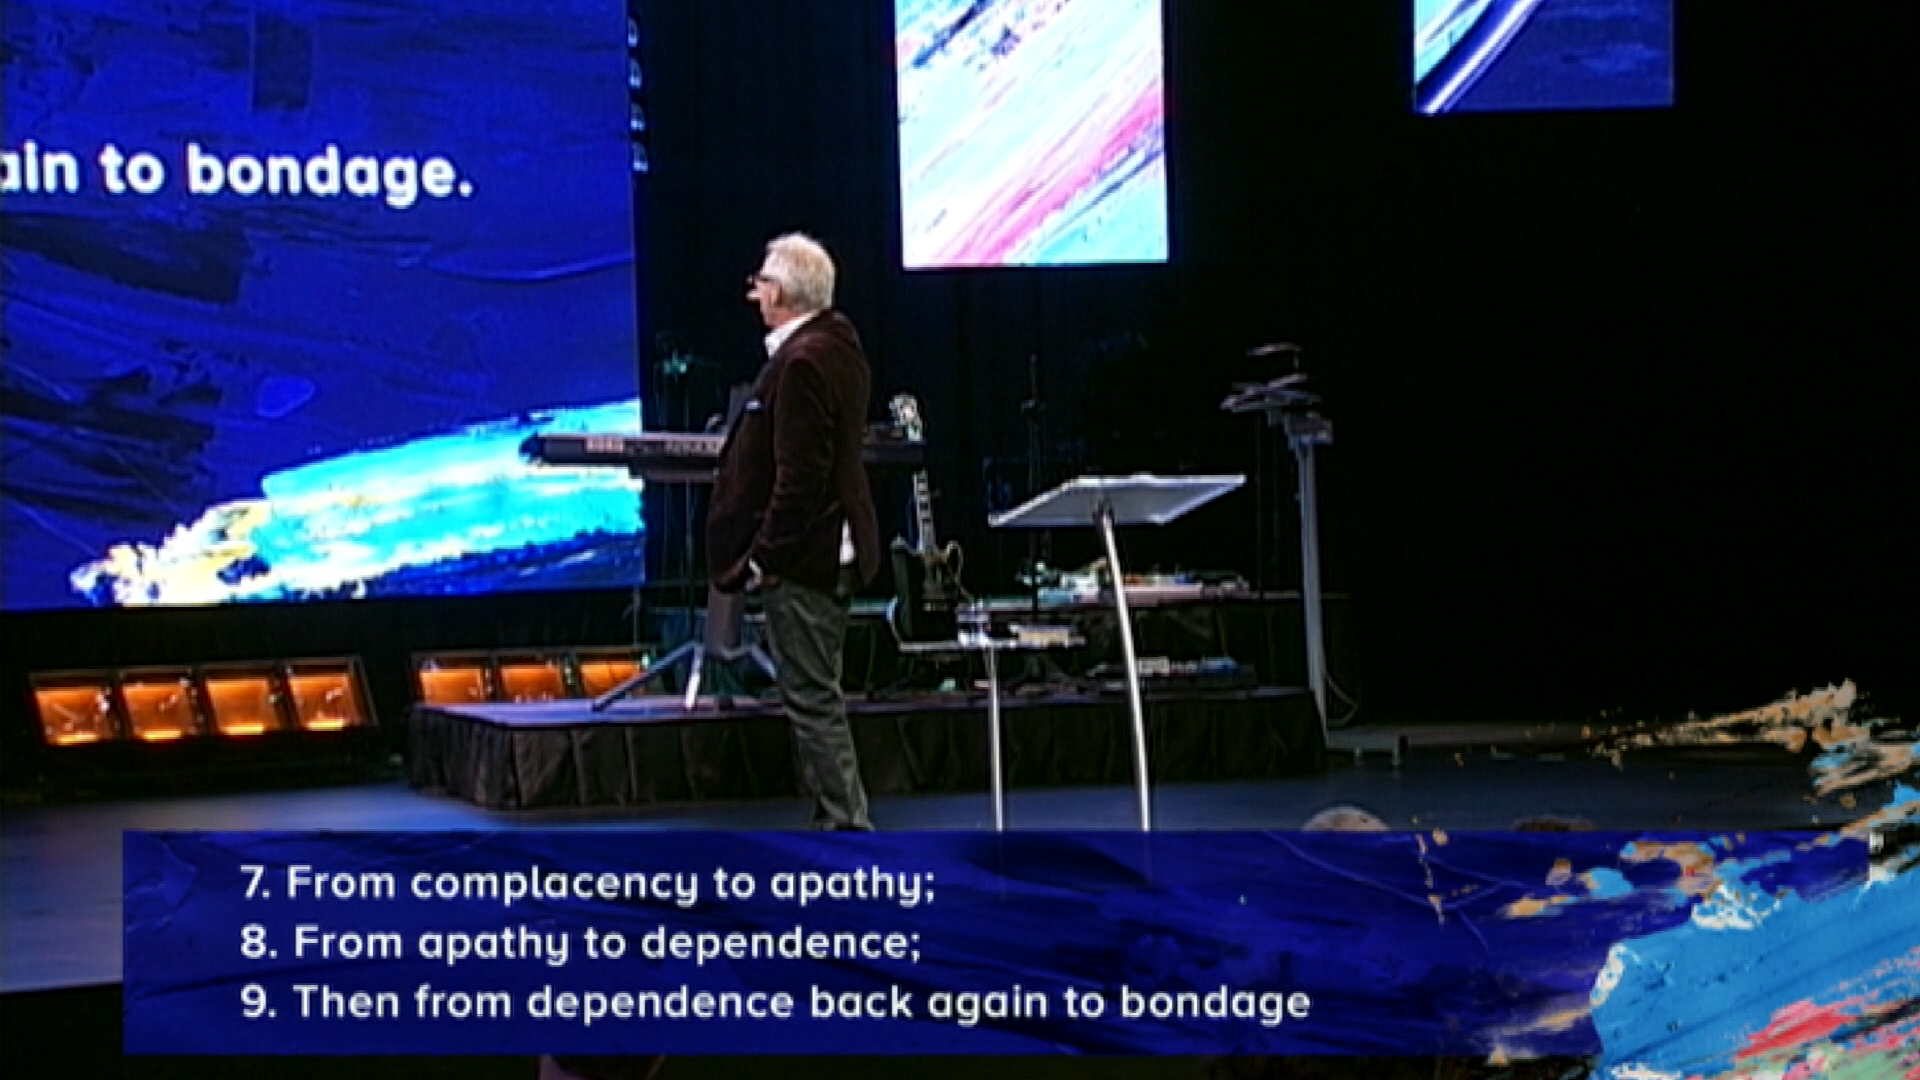 ain to bondage.
7. From complacency to apathy;
8. From apathy to dependence;
9. Then from dependence back again to bondage